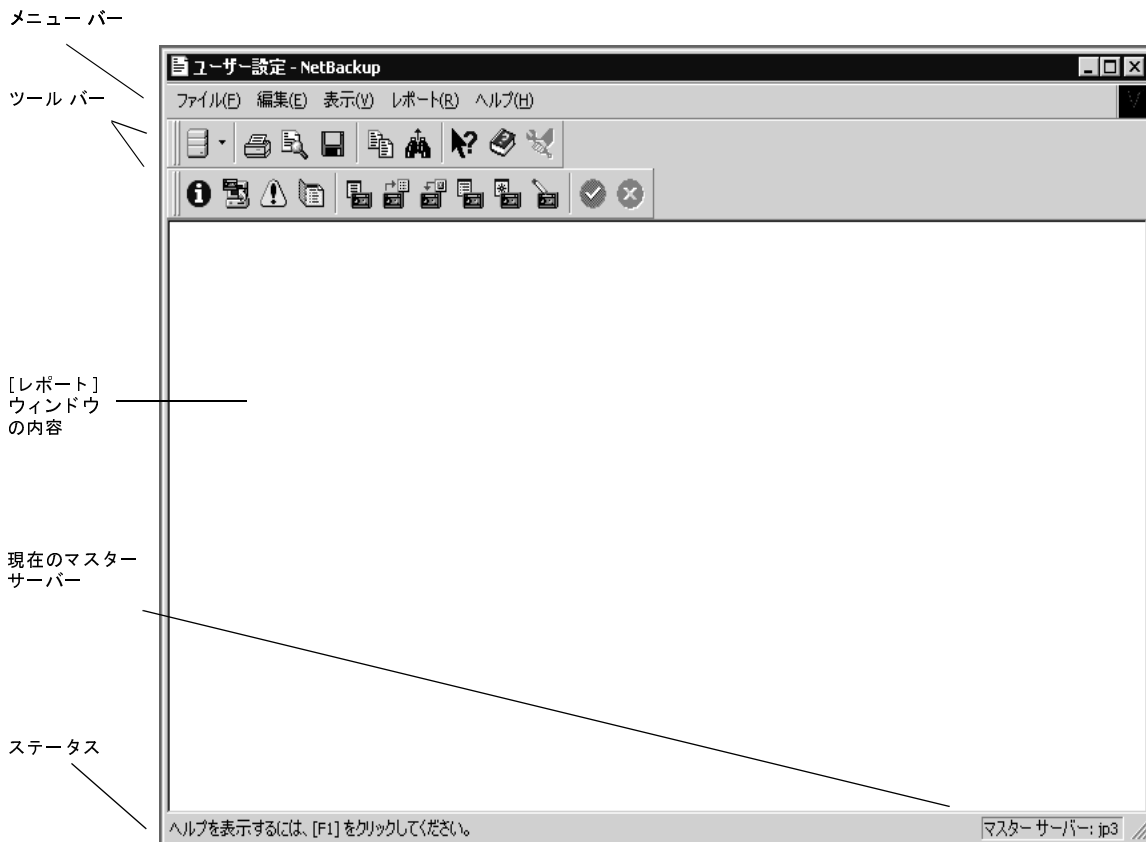 メニュー バー
ユーザー設定 - NetBackup
ツール バー
ファイル(F) 編集(E) 表示(V) レポート(R) ヘルプ(H)
[レポート]
ウィンドウ
の内容
現在のマスター
サーバー
ステータス
ヘルプを表示するには、[F1] をクリックしてください。
マスター サーバー: jp3